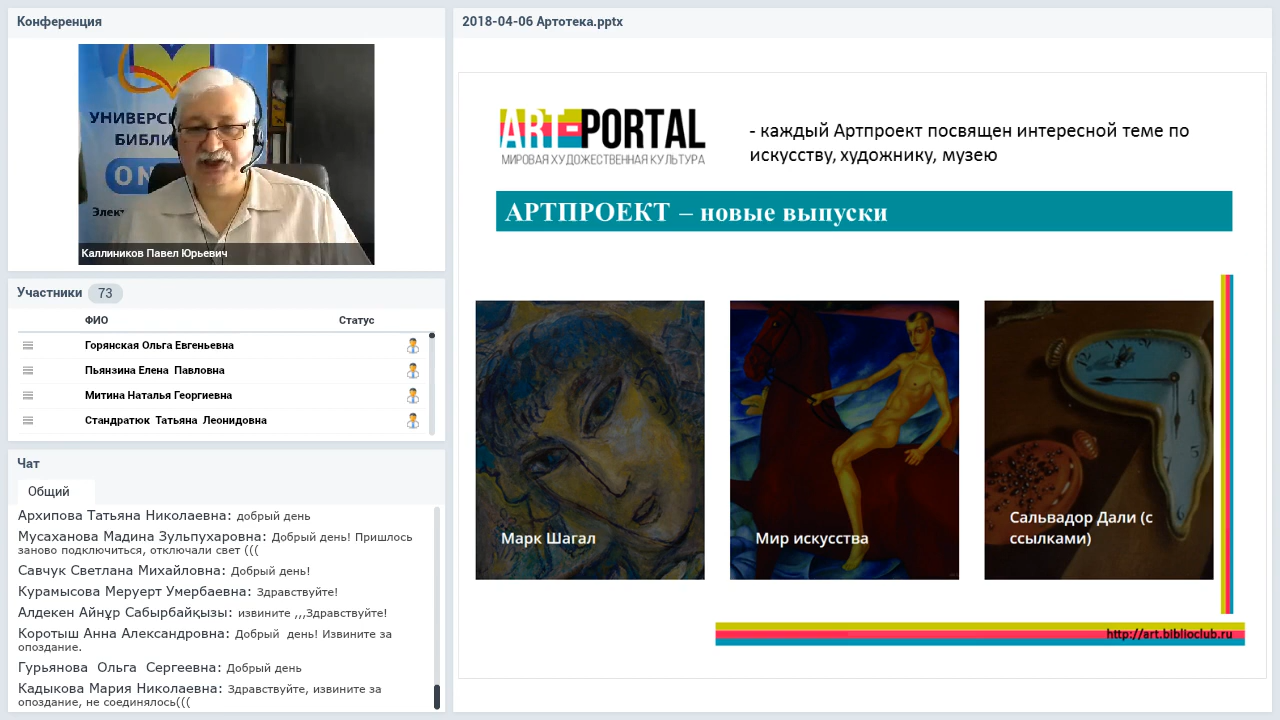 Конференция
УНИВЕРС
БИБЛИ
ON
Элект
Каллиников Павел Юрьевич
Участники 73
ФИО Статус
Горянская Ольга Евгеньевна
Пьянзина Елена Павловна
Митина Наталья Георгиевна
Стандратюк Татьяна Леонидовна
Чат
Общий
Архипова Татьяна Николаевна: добрый день
Мусаханова Мадина Зульпухаровна: Добрый день! Пришлось
заново подключиться, отключали свет (((
Савчук Светлана Михайловна: Добрый день!
Курамысова Меруерт Умербаевна: Здравствуйте!
Алдекен Айнұр Сабырбайқызы: извините ,,,Здравствуйте!
Коротыш Анна Александровна: Добрый день! Извините за
опоздание.
Гурьянова Ольга Сергеевна: Добрый день
Кадыкова Мария Николаевна: Здравствуйте, извините за
опоздание, не соединялось(((
2018-04-06 Артотека.pptx
ART-PORTAL
МИРОВАЯ ХУДОЖЕСТВЕННАЯ КУЛЬТУРА
- каждый Артпроект посвящен интересной теме по
искусству, художнику, музею
АРТПРОЕКТ – новые выпуски
Марк Шагал
Мир искусства
Сальвадор Дали (с
ссылками)
http://art.biblioclub.ru